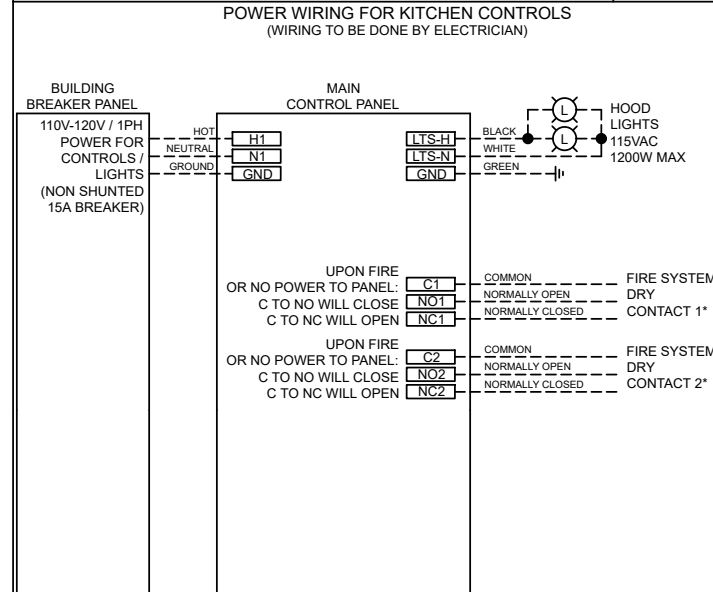 POWER WIRING FOR KITCHEN CONTROLS
(WIRING TO BE DONE BY ELECTRICIAN)
BUILDING
BREAKER PANEL
110V-120V / 1PH
POWER FOR
CONTROLS /
LIGHTS
(NON SHUNTED
15A BREAKER)
HOT
NEUTRAL
GROUND
MAIN
CONTROL PANEL
H1
N1
GND
LTS-H
LTS-N
GND
BLACK
WHITE
GREEN
L
L
HOOD
LIGHTS
115VAC
1200W MAX
UPON FIRE
OR NO POWER TO PANEL:
C TO NO WILL CLOSE
C TO NC WILL OPEN
C1
NO1
NC1
COMMON
NORMALLY OPEN
NORMALLY CLOSED
FIRE SYSTEM
DRY
CONTACT 1*
UPON FIRE
OR NO POWER TO PANEL:
C TO NO WILL CLOSE
C TO NC WILL OPEN
C2
NO2
NC2
COMMON
NORMALLY OPEN
NORMALLY CLOSED
FIRE SYSTEM
DRY
CONTACT 2*